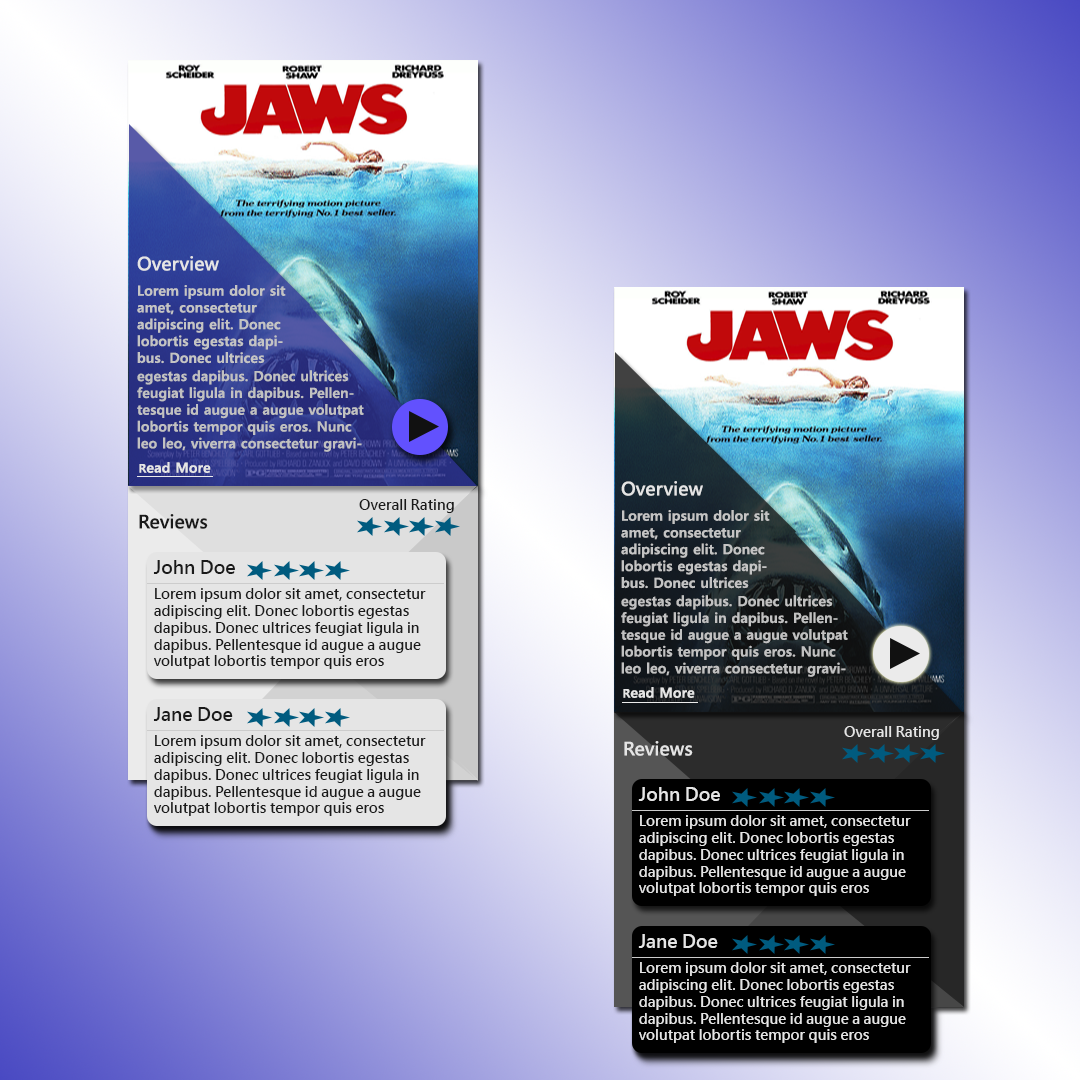 ROY SCHEIDER
ROBERT SHAW
RICHARD DREYFUSS
JAWS
The terrifying motion picture
from the terrifying No. 1 best seller.
Overview
Lorem ipsum dolor sit
amet, consectetur
adipiscing elit. Donec
lobortis egestas dapi-
bus. Donec ultrices
egestas dapibus. Donec ultrices
feugiat ligula in dapibus. Pellen-
tesque id augue a augue volutpat
lobortis tempor quis eros. Nunc
leo leo, viverra consectetur gravi-
Read More
Overall Rating
Reviews
John Doe
Lorem ipsum dolor sit amet, consectetur
adipiscing elit. Donec lobortis egestas
dapibus. Donec ultrices feugiat ligula in
dapibus. Pellentesque id augue a augue
volutpat lobortis tempor quis eros
Jane Doe
Lorem ipsum dolor sit amet, consectetur
adipiscing elit. Donec lobortis egestas
dapibus. Donec ultrices feugiat ligula in
dapibus. Pellentesque id augue a augue
volutpat lobortis tempor quis eros
ROY SCHEIDER
ROBERT SHAW
RICHARD DREYFUSS
JAWS
The terrifying motion picture
from the terrifying No. 1 best seller.
Overview
Lorem ipsum dolor sit
amet, consectetur
adipiscing elit. Donec
lobortis egestas dapi-
bus. Donec ultrices
egestas dapibus. Donec ultrices
feugiat ligula in dapibus. Pellen-
tesque id augue a augue volutpat
lobortis tempor quis eros. Nunc
leo leo, viverra consectetur gravi-
Read More
Overall Rating
Reviews
John Doe
Lorem ipsum dolor sit amet, consectetur
adipiscing elit. Donec lobortis egestas
dapibus. Donec ultrices feugiat ligula in
dapibus. Pellentesque id augue a augue
volutpat lobortis tempor quis eros
Jane Doe
Lorem ipsum dolor sit amet, consectetur
adipiscing elit. Donec lobortis egestas
dapibus. Donec ultrices feugiat ligula in
dapibus. Pellentesque id augue a augue
volutpat lobortis tempor quis eros